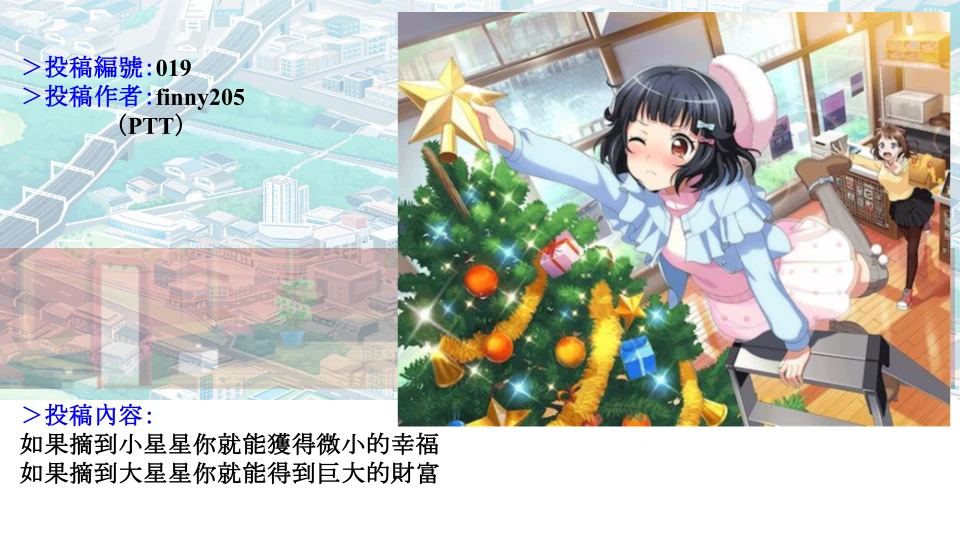 ＞投稿編號:019
＞投稿作者:finny205
（PTT）
＞投稿內容:
如果摘到小星星你就能獲得微小的幸福
如果摘到大星星你就能得到巨大的財富